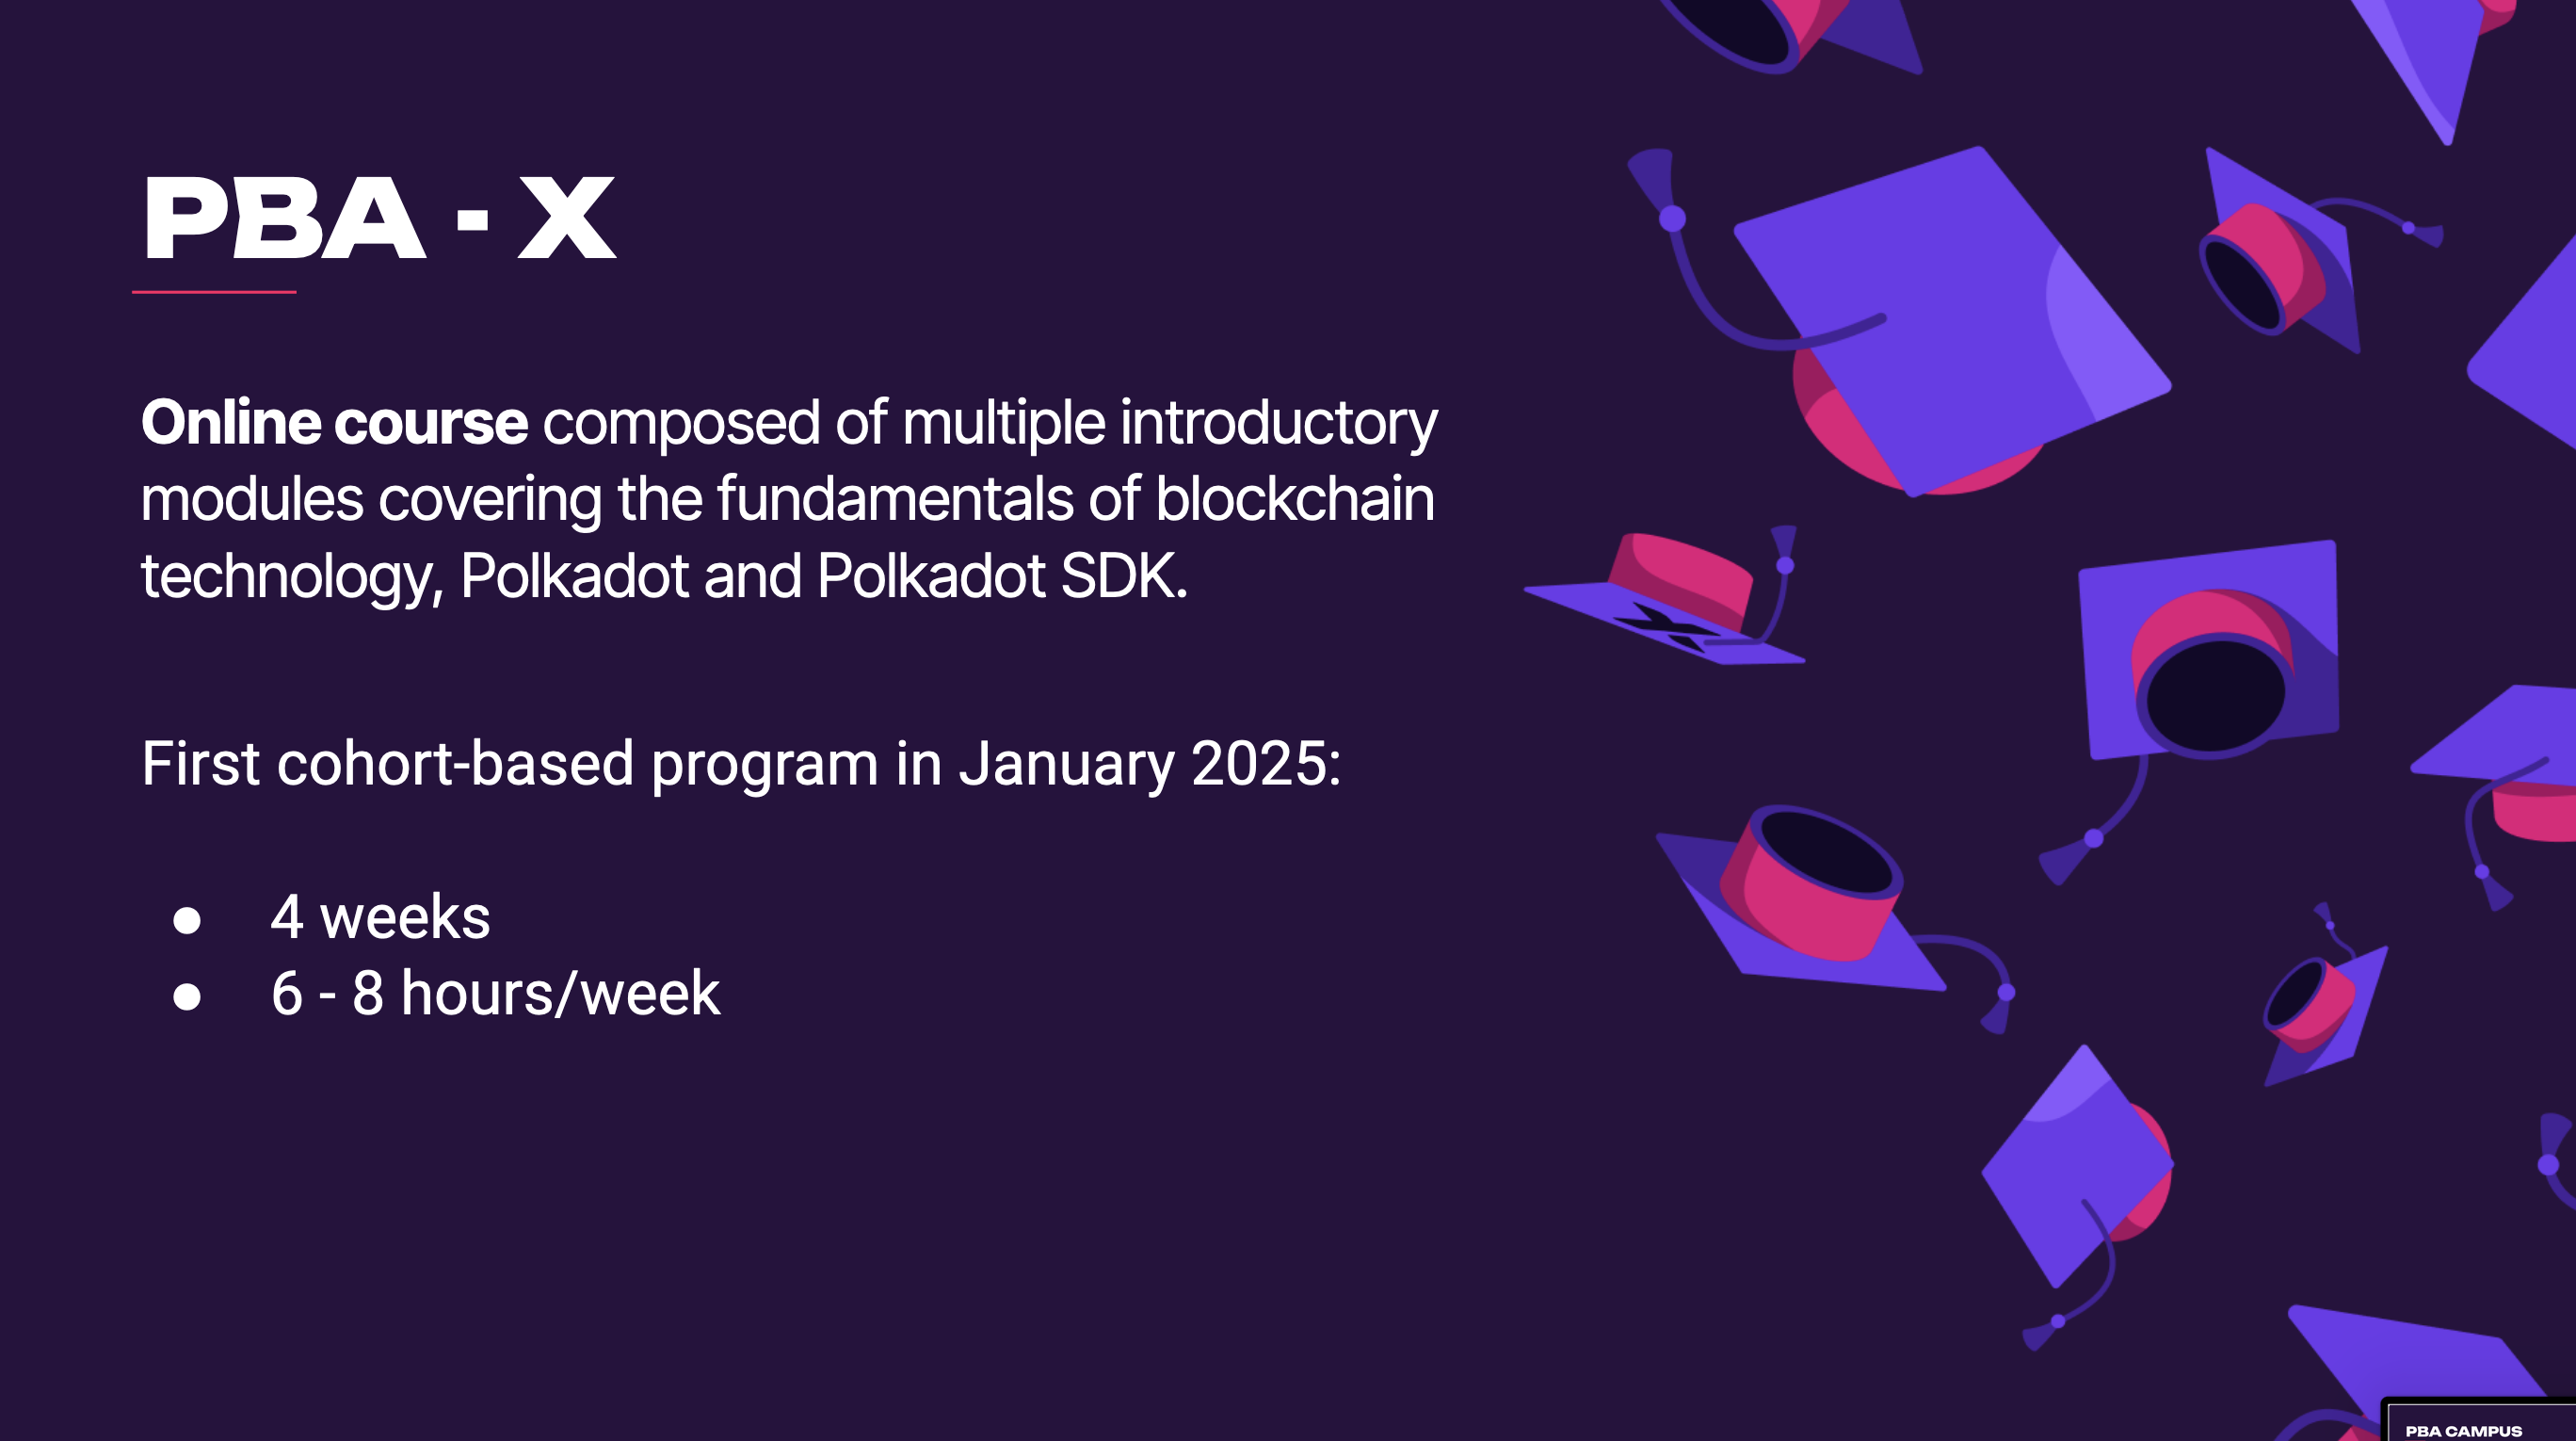 PBA - X
Online course composed of multiple introductory
modules covering the fundamentals of blockchain
technology, Polkadot and Polkadot SDK.
First cohort-based program in January 2025:
● 4 weeks
● 6 - 8 hours/week
PBA CAMPUS